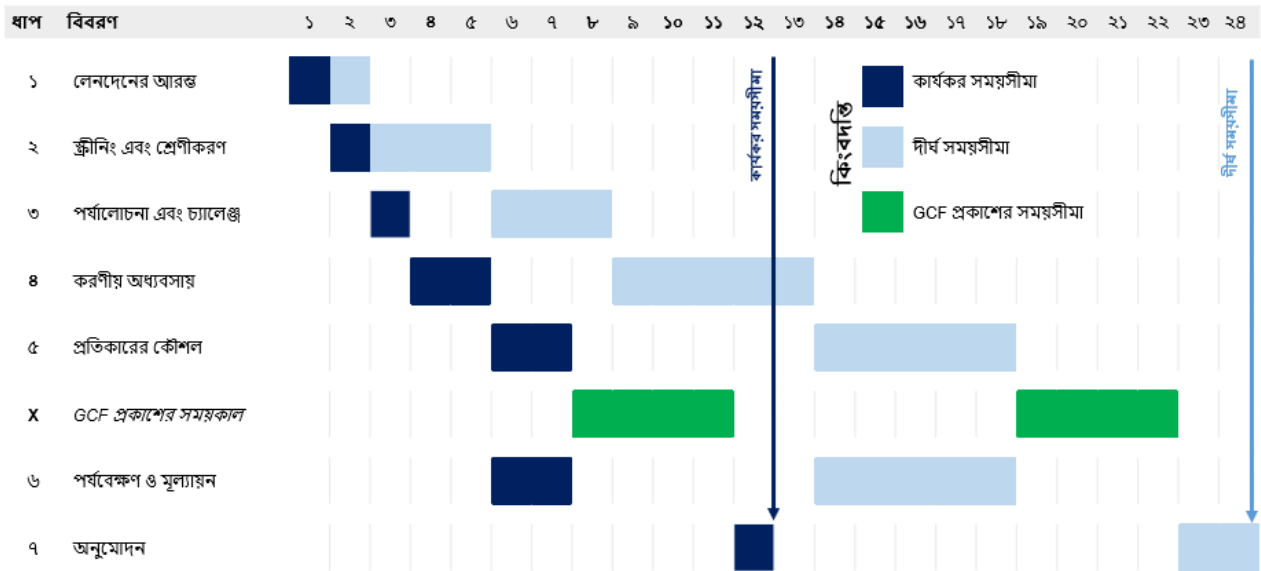 ধাপ বিবরণ ১ ২ ৩ ৪ ৫ ৬ ৭ ৮ ৯ ১০ ১১ ১২ ১৩ ১৪ ১৫ ১৬ ১৭ ১৮ ১৯ ২০ ২১ ২২ ২৩ ২৪
১ লেনদেনের আরম্ভ
২ স্ক্রীনিং এবং শ্রেণীকরণ
৩ পর্যালোচনা এবং চ্যালেঞ্জ
৪ করণীয় অধ্যবসায়
৫ প্রতিকারের কৌশল
X GCF প্রকাশের সময়কাল
৬ পর্যবেক্ষণ ও মূল্যায়ন
৭ অনুমোদন
কার্যকর সময়সীমা
কিংবদন্তি
কার্যকর সময়সীমা
দীর্ঘ সময়সীমা
GCF প্রকাশের সময়সীমা
দীর্ঘ সময়সীমা